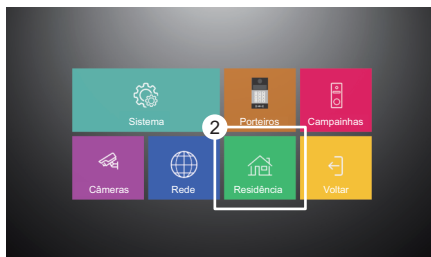 Sistema
Porteiros
Campainhas
2
Câmeras
Rede
Residência
Voltar